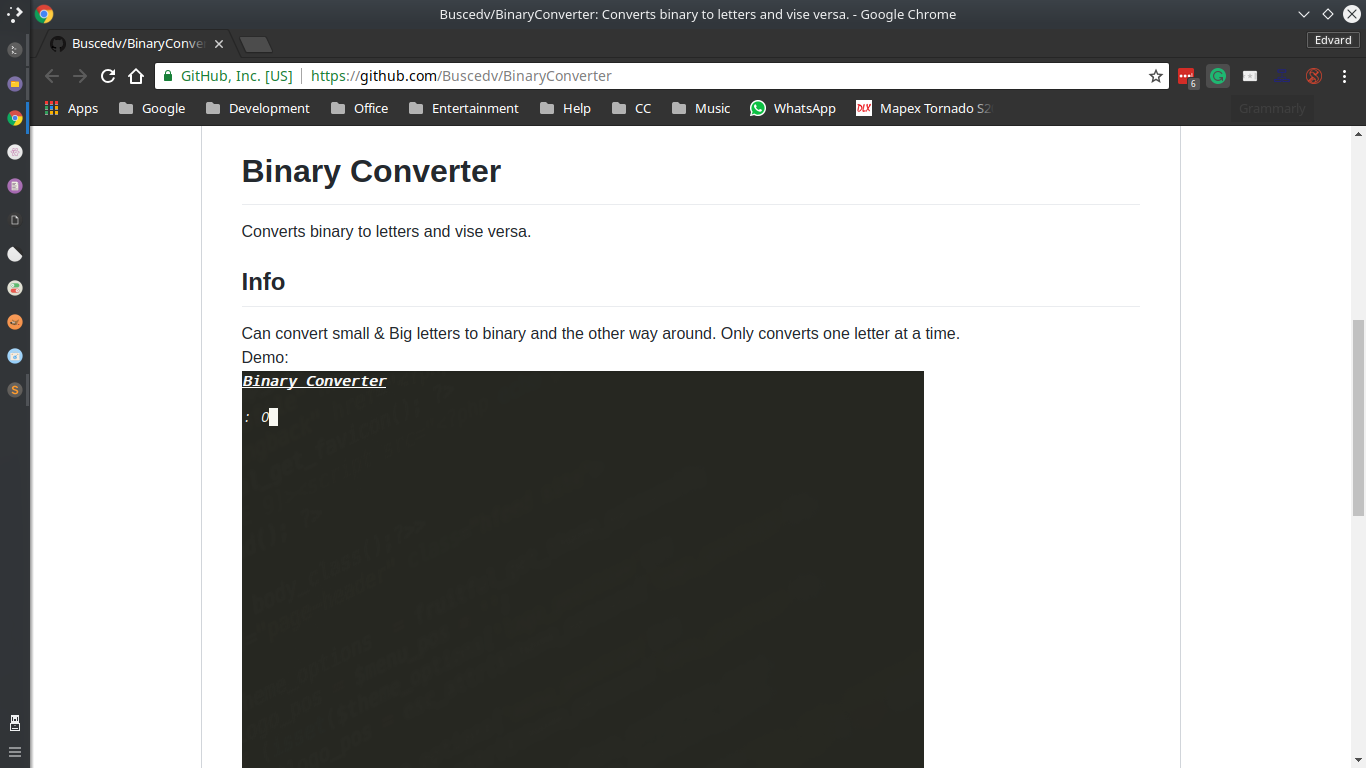 Buscedv/BinaryConverter: Converts binary to letters and vise versa. - Google Chrome
Buscedv/BinaryConve
Edvard
GitHub, Inc. [US] https://github.com/Buscedv/BinaryConverter
6
Apps Google Development Office Entertainment Help CC Music WhatsApp DLX Mapex Tornado S2 Grammarly
Binary Converter
Converts binary to letters and vise versa.
Info
Can convert small & Big letters to binary and the other way around. Only converts one letter at a time.
Demo:
Binary Converter
: O